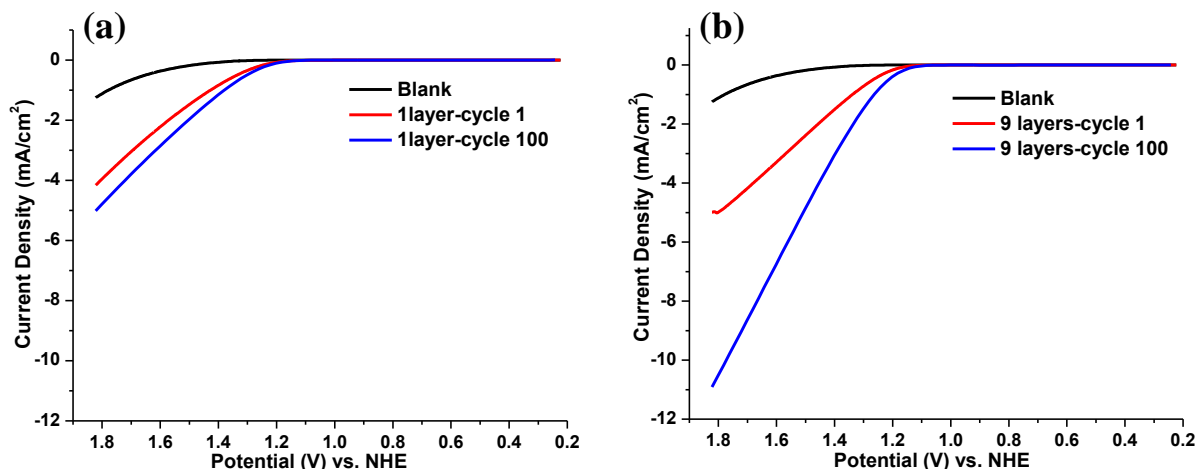 (a)
Blank
1layer-cycle 1
1layer-cycle 100
Current Density (mA/cm²)
0
-2
-4
-6
-8
-10
-12
1.8 1.6 1.4 1.2 1.0 0.8 0.6 0.4 0.2
Potential (V) vs. NHE
(b)
Blank
9 layers-cycle 1
9 layers-cycle 100
Current Density (mA/cm²)
0
-2
-4
-6
-8
-10
-12
1.8 1.6 1.4 1.2 1.0 0.8 0.6 0.4 0.2
Potential (V) vs. NHE